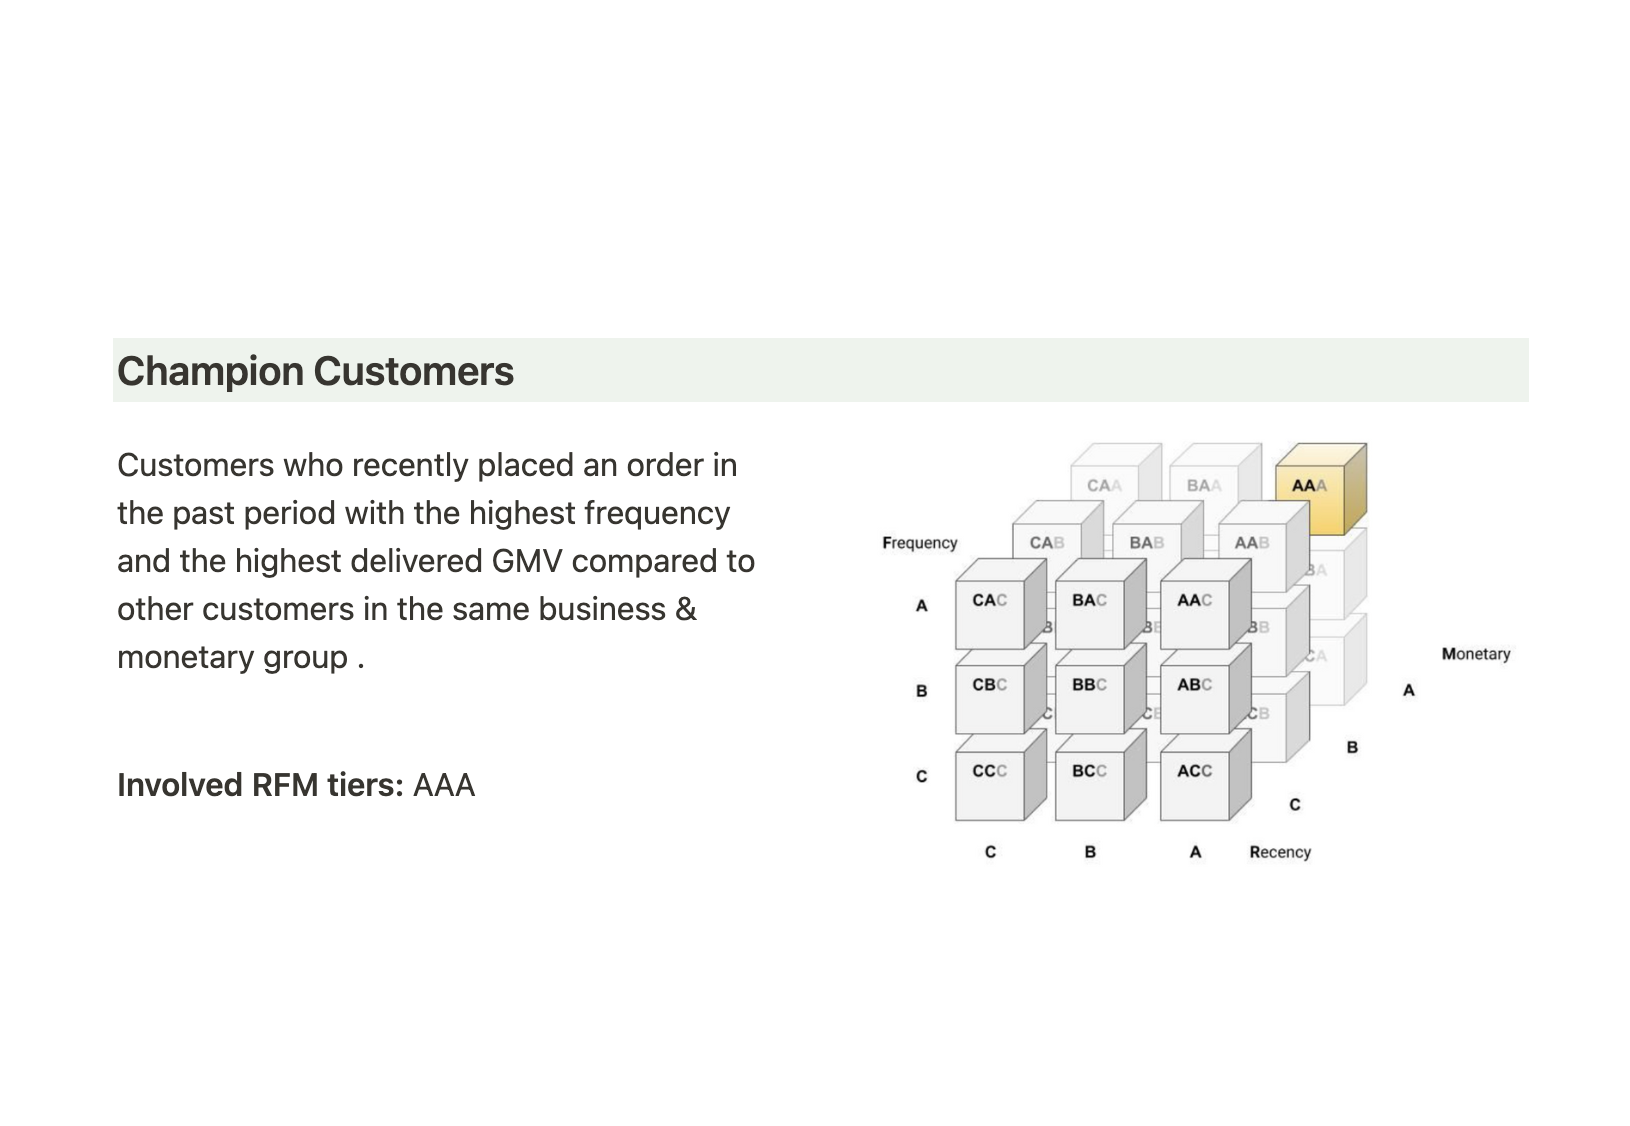 Champion Customers
Customers who recently placed an order in
the past period with the highest frequency
and the highest delivered GMV compared to
other customers in the same business &
monetary group .
Involved RFM tiers: AAA
CAA BAA AAA
Frequency CAB BAB AAB
A CAC BAC AAC
B CBC BBC ABC
Monetary
A
B
C CCC BCC ACC
C
C B A Recency